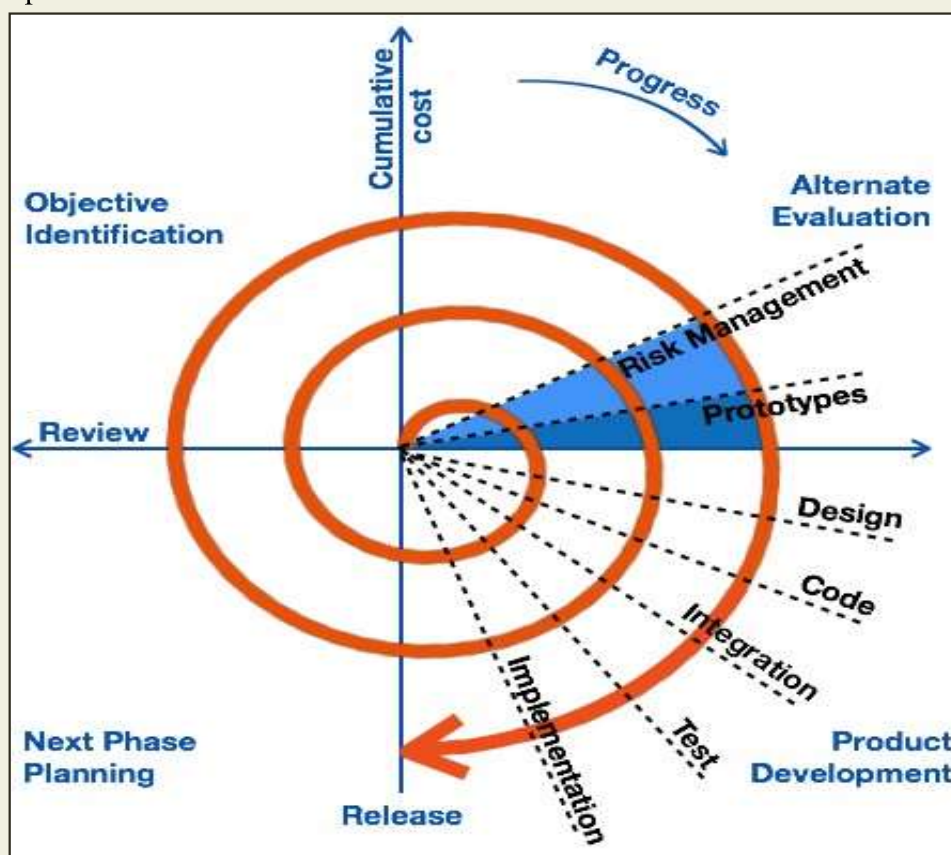 Progress
Cumulative
cost
Objective
Identification
Alternate
Evaluation
Risk Management
Prototypes
Review
Design
Code
Integration
Test
Implementation
Next Phase
Planning
Product
Development
Release